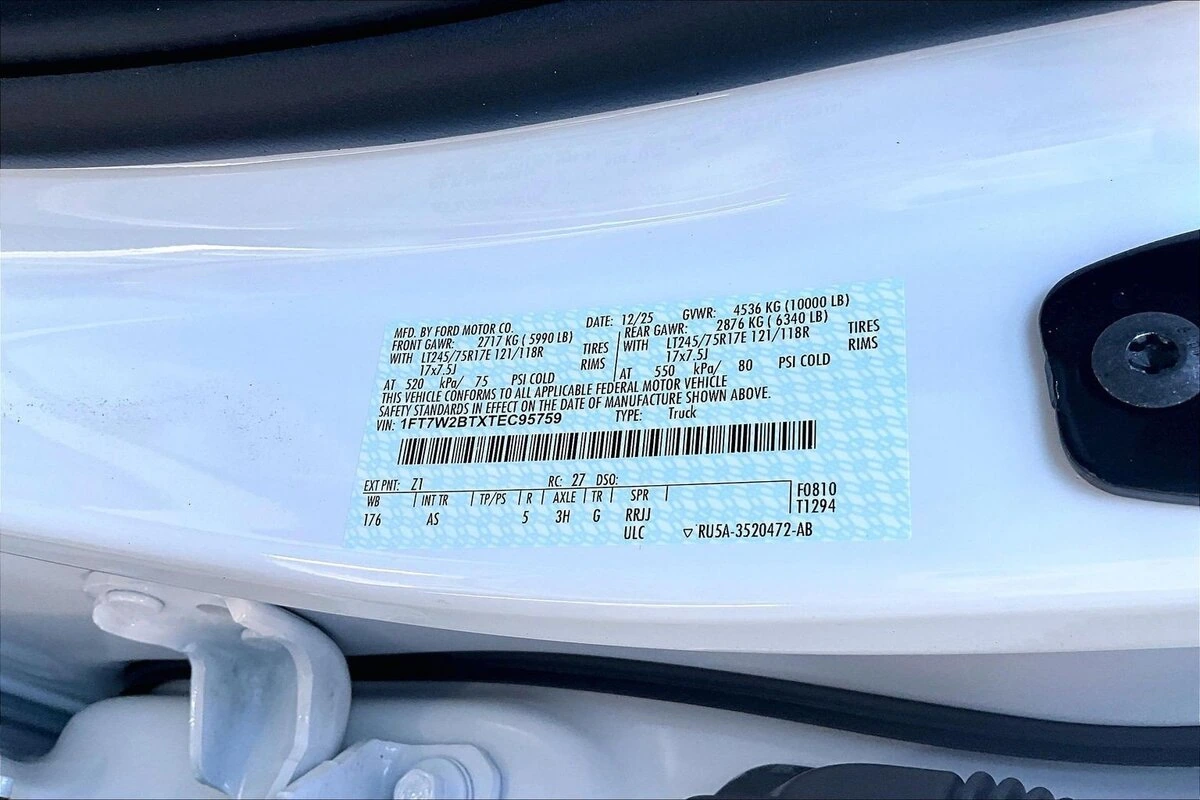 MFD. BY FORD MOTOR CO. DATE: 12/25 GVWR: 4536 KG (10000 LB)
FRONT GAWR: 2717 KG ( 5990 LB) REAR GAWR: 2876 KG ( 6340 LB)
WITH LT245/75R17E 121/118R TIRES WITH LT245/75R17E 121/118R TIRES
17x7.5J RIMS 17x7.5J RIMS
AT 520 kPa/ 75 PSI COLD AT 550 kPa/ 80 PSI COLD
THIS VEHICLE CONFORMS TO ALL APPLICABLE FEDERAL MOTOR VEHICLE
SAFETY STANDARDS IN EFFECT ON THE DATE OF MANUFACTURE SHOWN ABOVE.
VIN: 1FT7W2BTXTEC95759 TYPE: Truck
EXT PNT: Z1 RC: 27 DSO:
WB INT TR TP/PS R AXLE TR SPR F0810
176 AS 5 3H G RRJJ T1294
ULC ▽ RU5A-3520472-AB